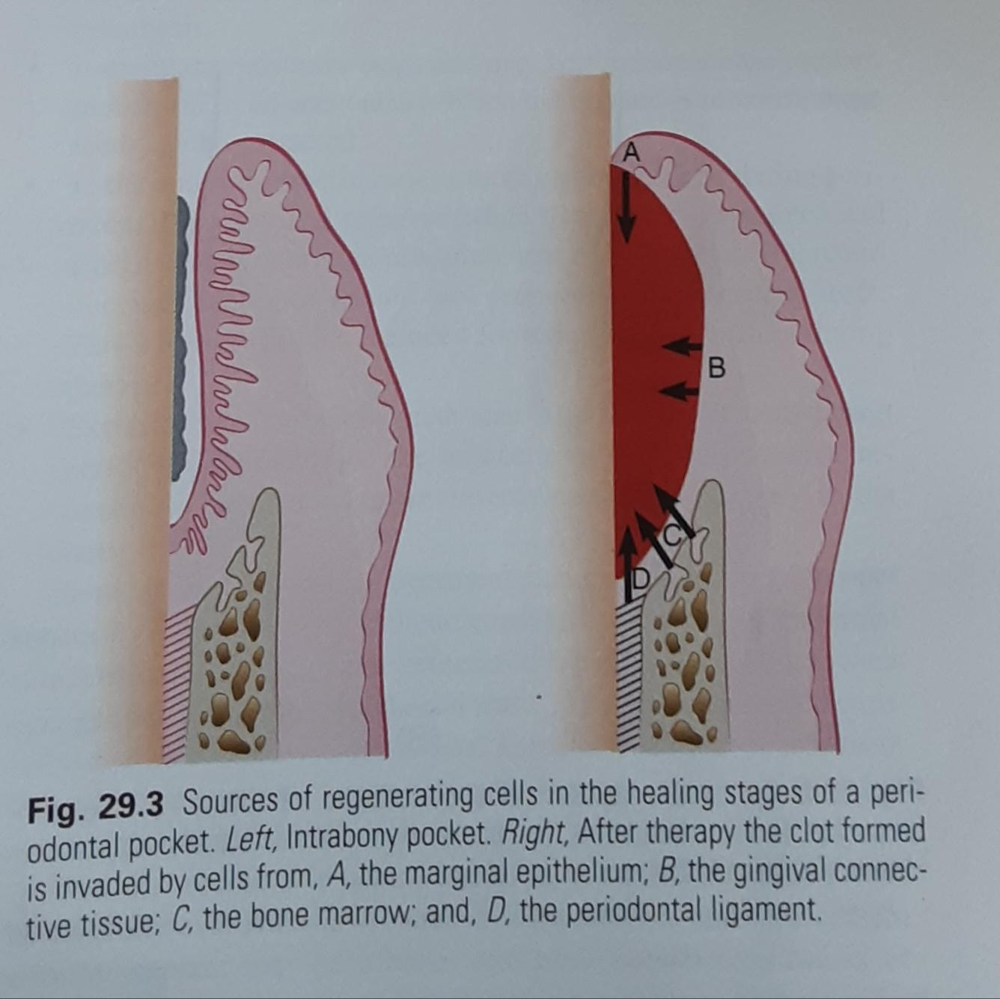 A
B
C
D
Fig. 29.3 Sources of regenerating cells in the healing stages of a peri-
odontal pocket. Left, Intrabony pocket. Right, After therapy the clot formed
is invaded by cells from, A, the marginal epithelium; B, the gingival connec-
tive tissue; C, the bone marrow; and, D, the periodontal ligament.